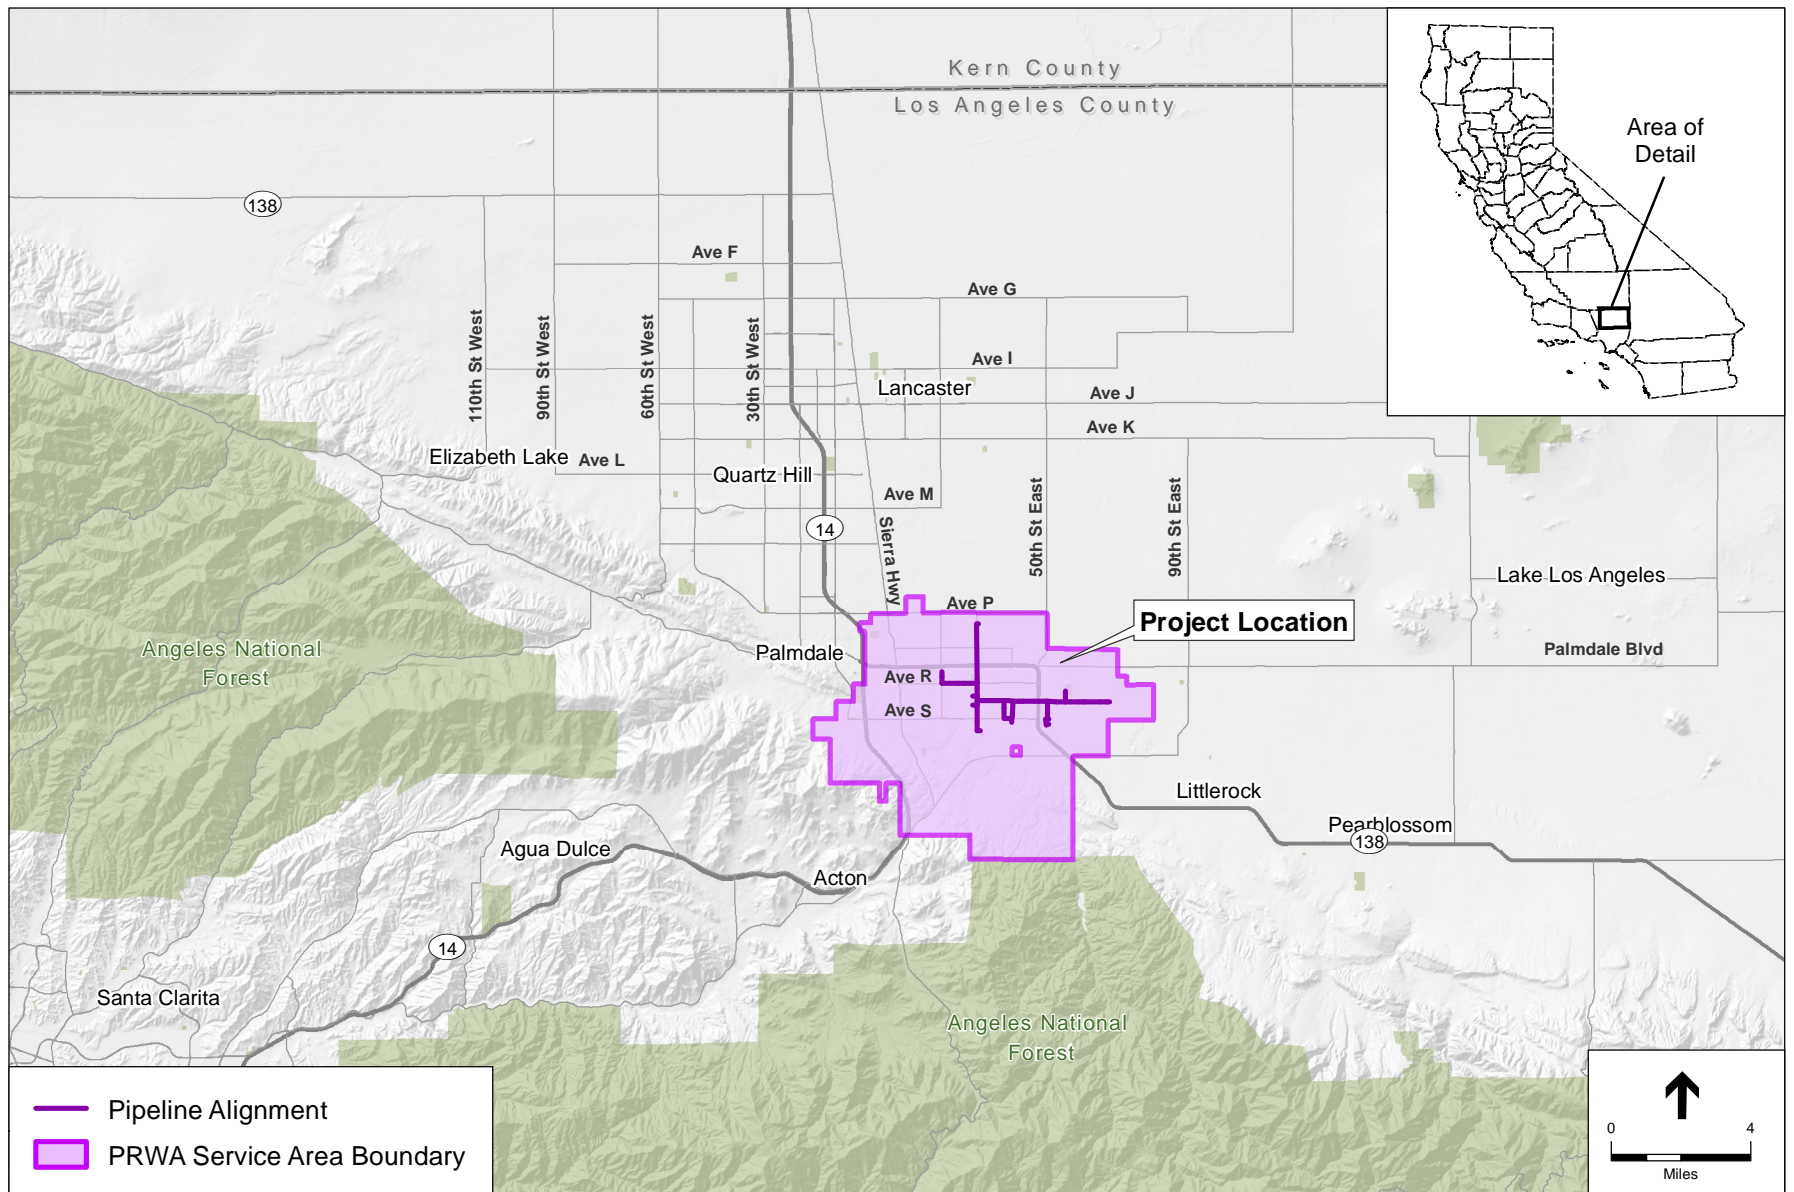 Kern County
Los Angeles County
Area of
Detail
138
Ave F
Ave G
110th St West
90th St West
60th St West
30th St West
Ave I
Lancaster
Ave J
Ave K
Elizabeth Lake
Ave L
Quartz Hill
Ave M
14
Sierra Hwy
50th St East
90th St East
Lake Los Angeles
Ave P
Project Location
Angeles National
Forest
Palmdale
Palmdale Blvd
Ave R
Ave S
Littlerock
Pearblossom
138
Agua Dulce
Acton
14
Santa Clarita
Angeles National
Forest
Pipeline Alignment
PRWA Service Area Boundary
0 4
Miles